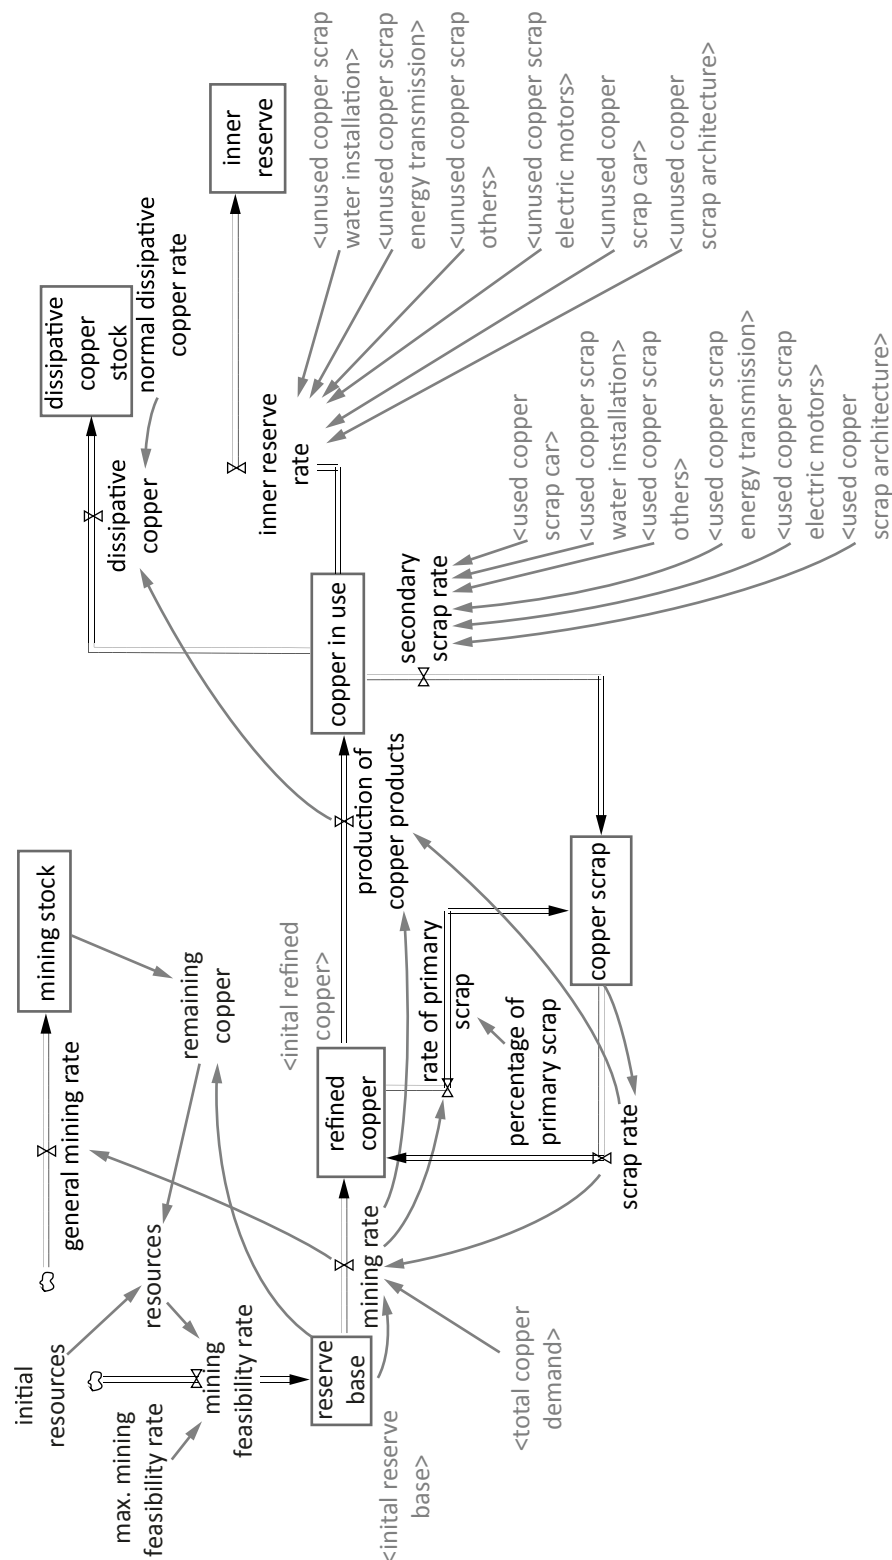 initial
resources
max. mining
feasibility rate
resources
mining
feasibility rate
general mining rate
mining stock
remaining
copper
reserve
base
<inital reserve
base>
mining rate
<total copper
demand>
refined
copper
<inital refined
copper>
rate of primary
scrap
percentage of
primary scrap
scrap rate
copper scrap
production of
copper products
copper in use
dissipative
copper
dissipative
copper
stock
normal dissipative
copper rate
inner reserve
rate
inner
reserve
secondary
scrap rate
<unused copper scrap
water installation>
<unused copper scrap
energy transmission>
<unused copper scrap
others>
<unused copper scrap
electric motors>
<unused copper
scrap car>
<unused copper
scrap architecture>
<used copper
scrap car>
<used copper scrap
water installation>
<used copper scrap
others>
<used copper scrap
energy transmission>
<used copper scrap
electric motors>
<used copper
scrap architecture>